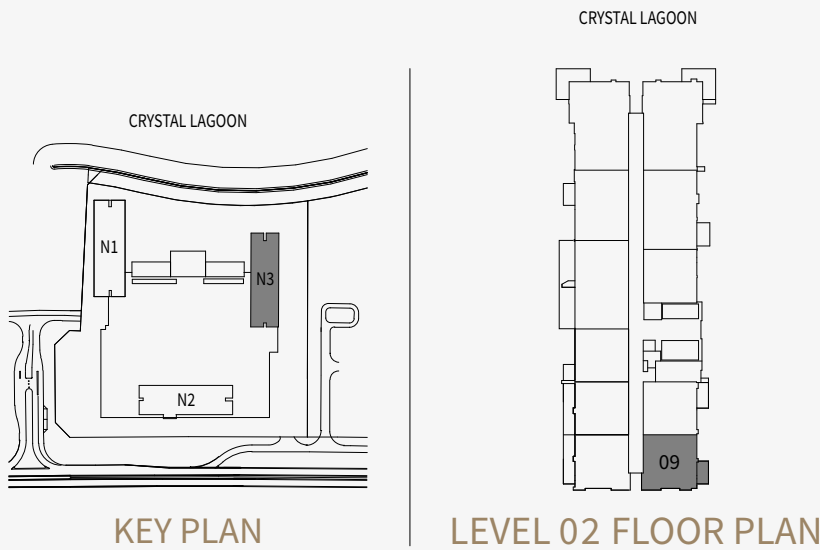 CRYSTAL LAGOON
N1
N3
N2
KEY PLAN
CRYSTAL LAGOON
09
LEVEL 02 FLOOR PLAN